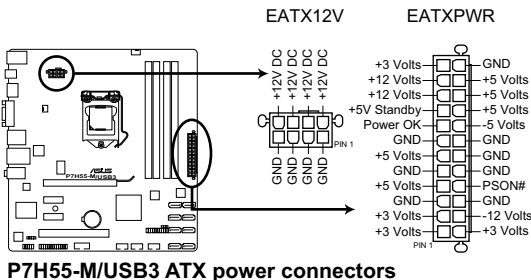 EATX12V
EATXPWR
+12V DC
+12V DC
+12V DC
+12V DC
GND
GND
GND
GND
PIN 1
+3 Volts
+12 Volts
+12 Volts
+5V Standby
Power OK
GND
+5 Volts
GND
+5 Volts
GND
+3 Volts
+3 Volts
PIN 1
GND
+5 Volts
+5 Volts
+5 Volts
-5 Volts
GND
GND
GND
PSON#
GND
-12 Volts
+3 Volts
/ISUS
P7H55-M/USB3
P7H55-M/USB3 ATX power connectors